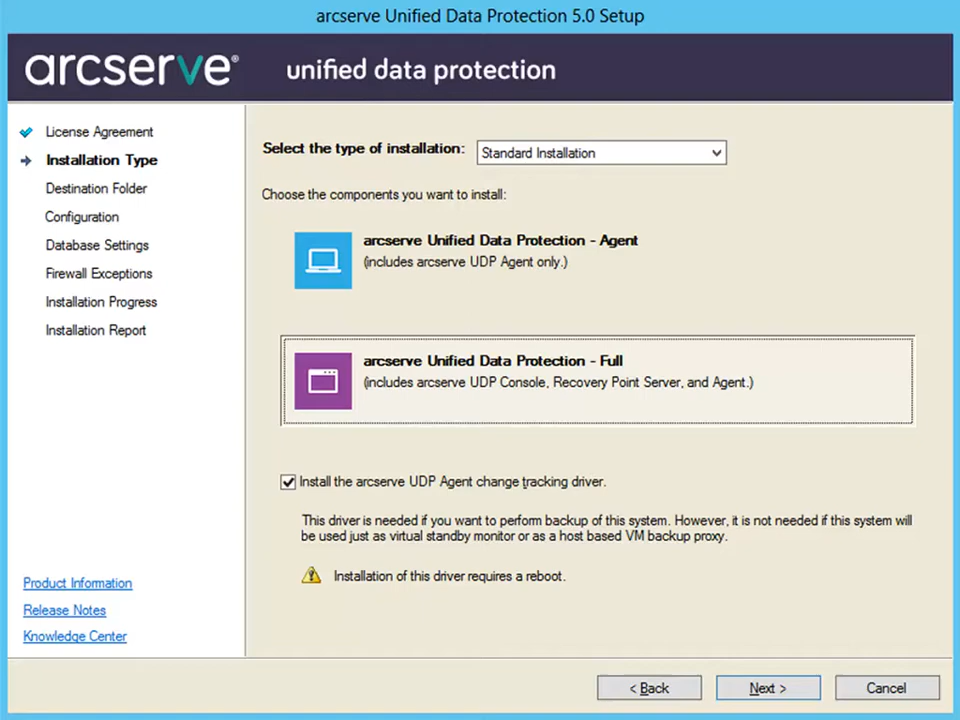 arcserve Unified Data Protection 5.0 Setup
arcserve® unified data protection
License Agreement
Installation Type
Destination Folder
Configuration
Database Settings
Firewall Exceptions
Installation Progress
Installation Report
Product Information
Release Notes
Knowledge Center
Select the type of installation: Standard Installation
Choose the components you want to install:
arcserve Unified Data Protection - Agent
(includes arcserve UDP Agent only.)
arcserve Unified Data Protection - Full
(includes arcserve UDP Console, Recovery Point Server, and Agent.)
Install the arcserve UDP Agent change tracking driver.
This driver is needed if you want to perform backup of this system. However, it is not needed if this system will
be used just as virtual standby monitor or as a host based VM backup proxy.
Installation of this driver requires a reboot.
< Back Next > Cancel